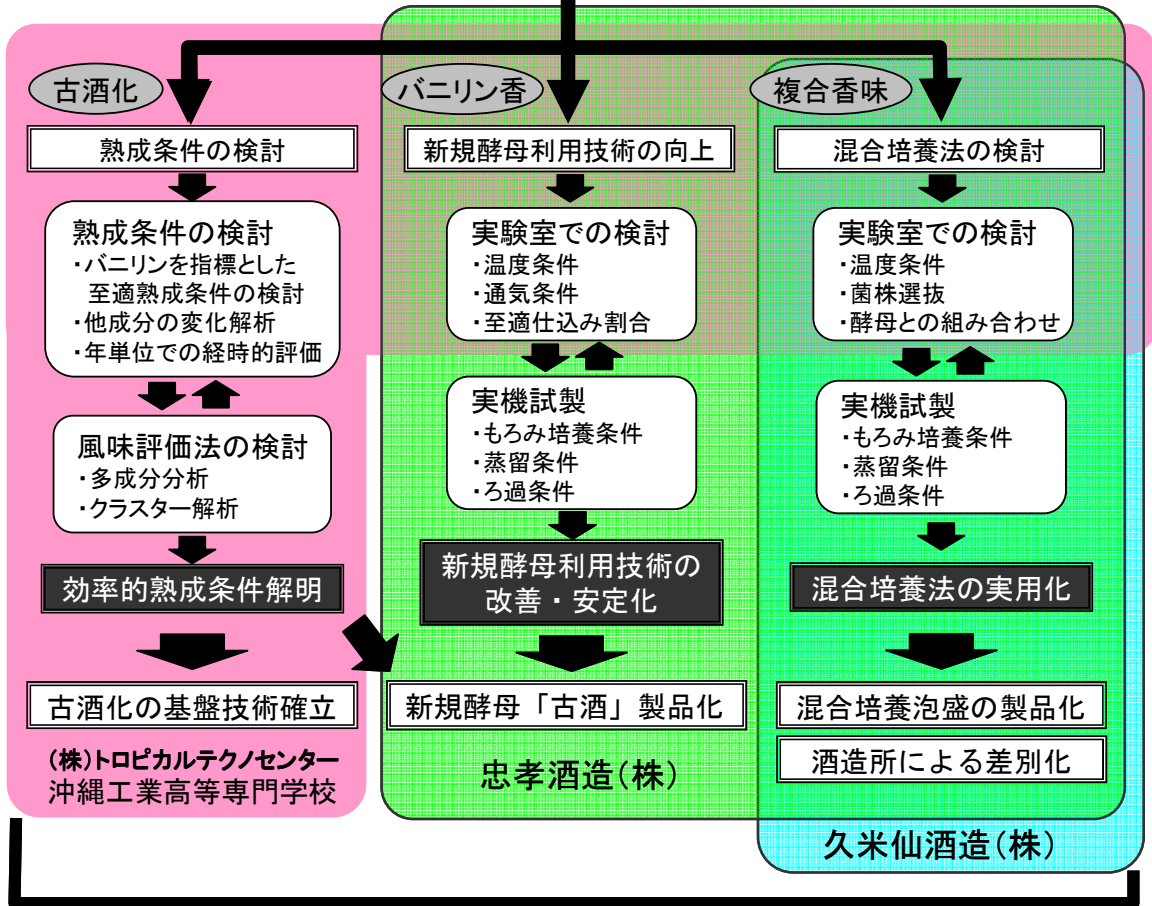 古酒化
熟成条件の検討
熟成条件の検討
・バニリンを指標とした
至適熟成条件の検討
・他成分の変化解析
・年単位での経時的評価
風味評価法の検討
・多成分分析
・クラスター解析
効率的熟成条件解明
古酒化の基盤技術確立
(株)トロピカルテクノセンター
沖縄工業高等専門学校
バニリン香
新規酵母利用技術の向上
実験室での検討
・温度条件
・通気条件
・至適仕込み割合
実機試製
・もろみ培養条件
・蒸留条件
・ろ過条件
新規酵母利用技術の
改善・安定化
新規酵母「古酒」製品化
忠孝酒造(株)
複合香味
混合培養法の検討
実験室での検討
・温度条件
・菌株選抜
・酵母との組み合わせ
実機試製
・もろみ培養条件
・蒸留条件
・ろ過条件
混合培養法の実用化
混合培養泡盛の製品化
酒造所による差別化
久米仙酒造(株)